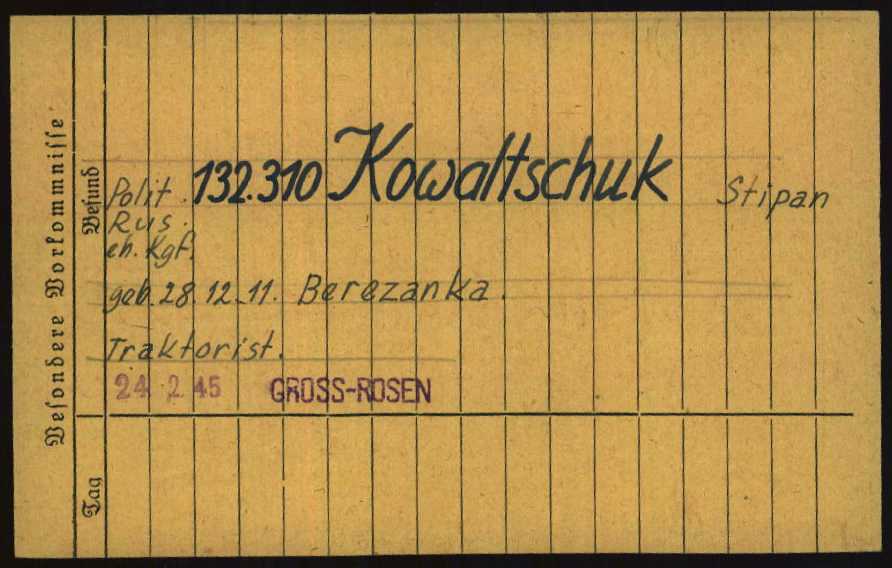 Besondere Vorkommnisse
Befund
Tag
Polit. 132.310 Kowaltschuk Stipan
Rus.
eh. Kgf.
geb. 28.12.11. Berezanka.
Traktorist.
24 2 45 GROSS-ROSEN